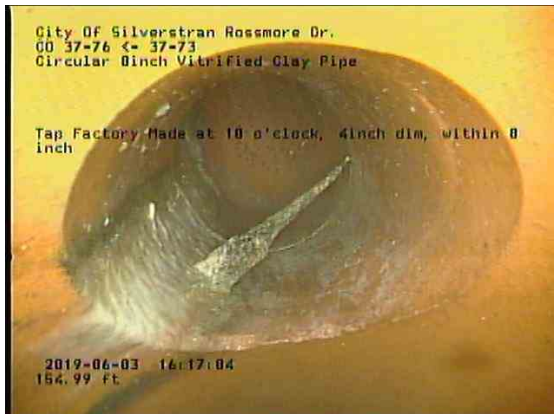 City Of Silverstran Rossmore Dr.
CO 37-76 <- 37-73
Circular 8inch Vitrified Clay Pipe
Tap Factory Made at 10 o'clock, 4inch dim, within 8
inch
2019-06-03 16:17:04
154.99 ft